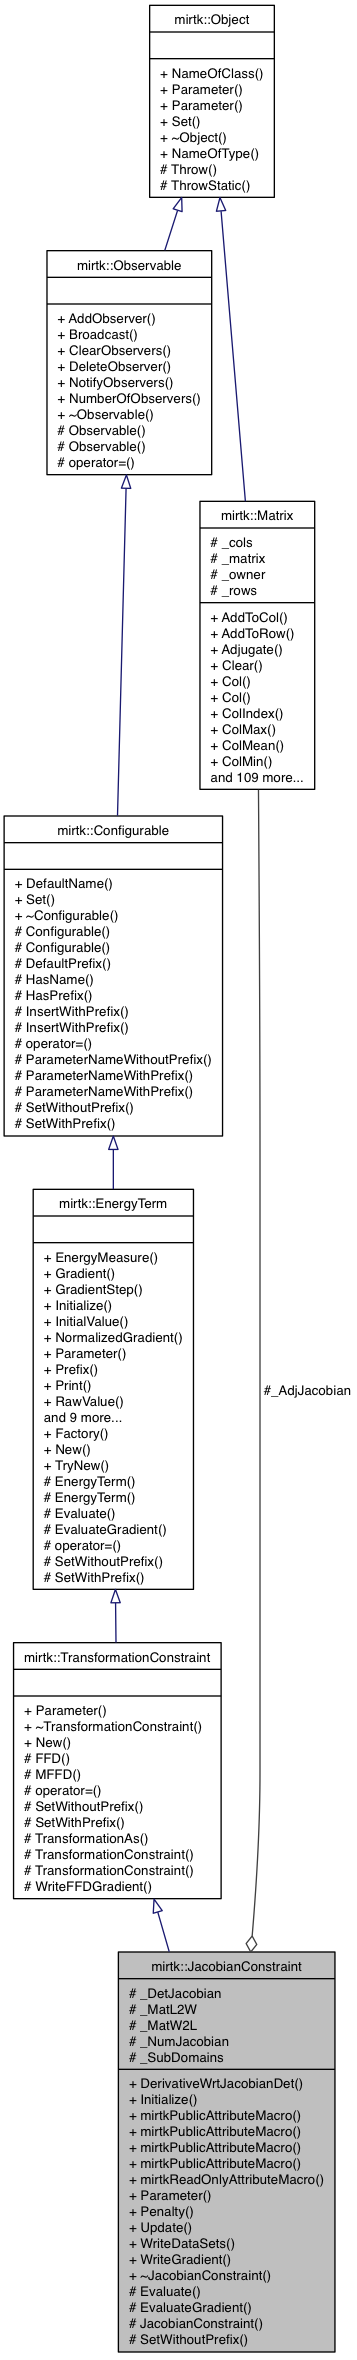 mirtk::Object
+ NameOfClass()
+ Parameter()
+ Parameter()
+ Set()
+ ~Object()
+ NameOfType()
# Throw()
# ThrowStatic()
mirtk::Observable
+ AddObserver()
+ Broadcast()
+ ClearObservers()
+ DeleteObserver()
+ NotifyObservers()
+ NumberOfObservers()
+ ~Observable()
# Observable()
# Observable()
# operator=()
mirtk::Matrix
# _cols
# _matrix
# _owner
# _rows
+ AddToCol()
+ AddToRow()
+ Adjugate()
+ Clear()
+ Col()
+ Col()
+ ColIndex()
+ ColMax()
+ ColMean()
+ ColMin()
and 109 more...
mirtk::Configurable
+ DefaultName()
+ Set()
+ ~Configurable()
# Configurable()
# Configurable()
# DefaultPrefix()
# HasName()
# HasPrefix()
# InsertWithPrefix()
# InsertWithPrefix()
# operator=()
# ParameterNameWithoutPrefix()
# ParameterNameWithPrefix()
# ParameterNameWithPrefix()
# SetWithoutPrefix()
# SetWithPrefix()
mirtk::EnergyTerm
+ EnergyMeasure()
+ Gradient()
+ GradientStep()
+ Initialize()
+ InitialValue()
+ NormalizedGradient()
+ Parameter()
+ Prefix()
+ Print()
+ RawValue()
and 9 more...
+ Factory()
+ New()
+ TryNew()
# EnergyTerm()
# EnergyTerm()
# Evaluate()
# EvaluateGradient()
# operator=()
# SetWithoutPrefix()
# SetWithPrefix()
#_AdjJacobian
mirtk::TransformationConstraint
+ Parameter()
+ ~TransformationConstraint()
+ New()
# FFD()
# MFFD()
# operator=()
# SetWithoutPrefix()
# SetWithPrefix()
# TransformationAs()
# TransformationConstraint()
# TransformationConstraint()
# WriteFFDGradient()
mirtk::JacobianConstraint
# _DetJacobian
# _MatL2W
# _MatW2L
# _NumJacobian
# _SubDomains
+ DerivativeWrtJacobianDet()
+ Initialize()
+ mirtkPublicAttributeMacro()
+ mirtkPublicAttributeMacro()
+ mirtkPublicAttributeMacro()
+ mirtkPublicAttributeMacro()
+ mirtkReadOnlyAttributeMacro()
+ Parameter()
+ Penalty()
+ Update()
+ WriteDataSets()
+ WriteGradient()
+ ~JacobianConstraint()
# Evaluate()
# EvaluateGradient()
# JacobianConstraint()
# SetWithoutPrefix()